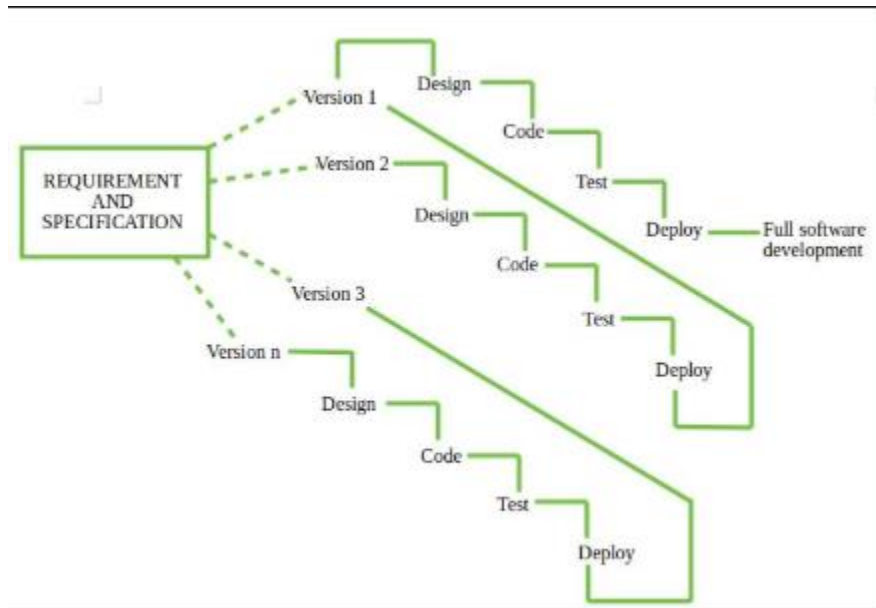 REQUIREMENT
AND
SPECIFICATION
Version 1
Design
Code
Test
Deploy
Full software
development
Version 2
Design
Code
Test
Deploy
Version 3
Version n
Design
Code
Test
Deploy